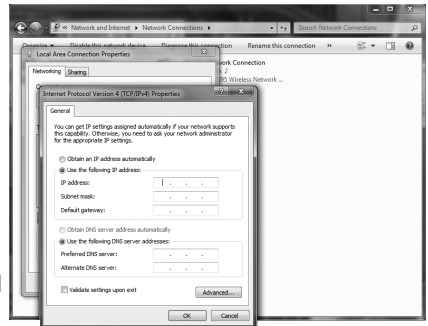 « Network and Internet ▸ Network Connections ▸
Search Network Connections
Organize ▾ Disable this network device Diagnose this connection Rename this connection »
Local Area Connection Properties
work Connection
2
95 Wireless Network ...
Networking Sharing
Internet Protocol Version 4 (TCP/IPv4) Properties
General
You can get IP settings assigned automatically if your network supports
this capability. Otherwise, you need to ask your network administrator
for the appropriate IP settings.
Obtain an IP address automatically
Use the following IP address:
IP address:
Subnet mask:
Default gateway:
Obtain DNS server address automatically
Use the following DNS server addresses:
Preferred DNS server:
Alternate DNS server:
Validate settings upon exit
Advanced...
OK Cancel